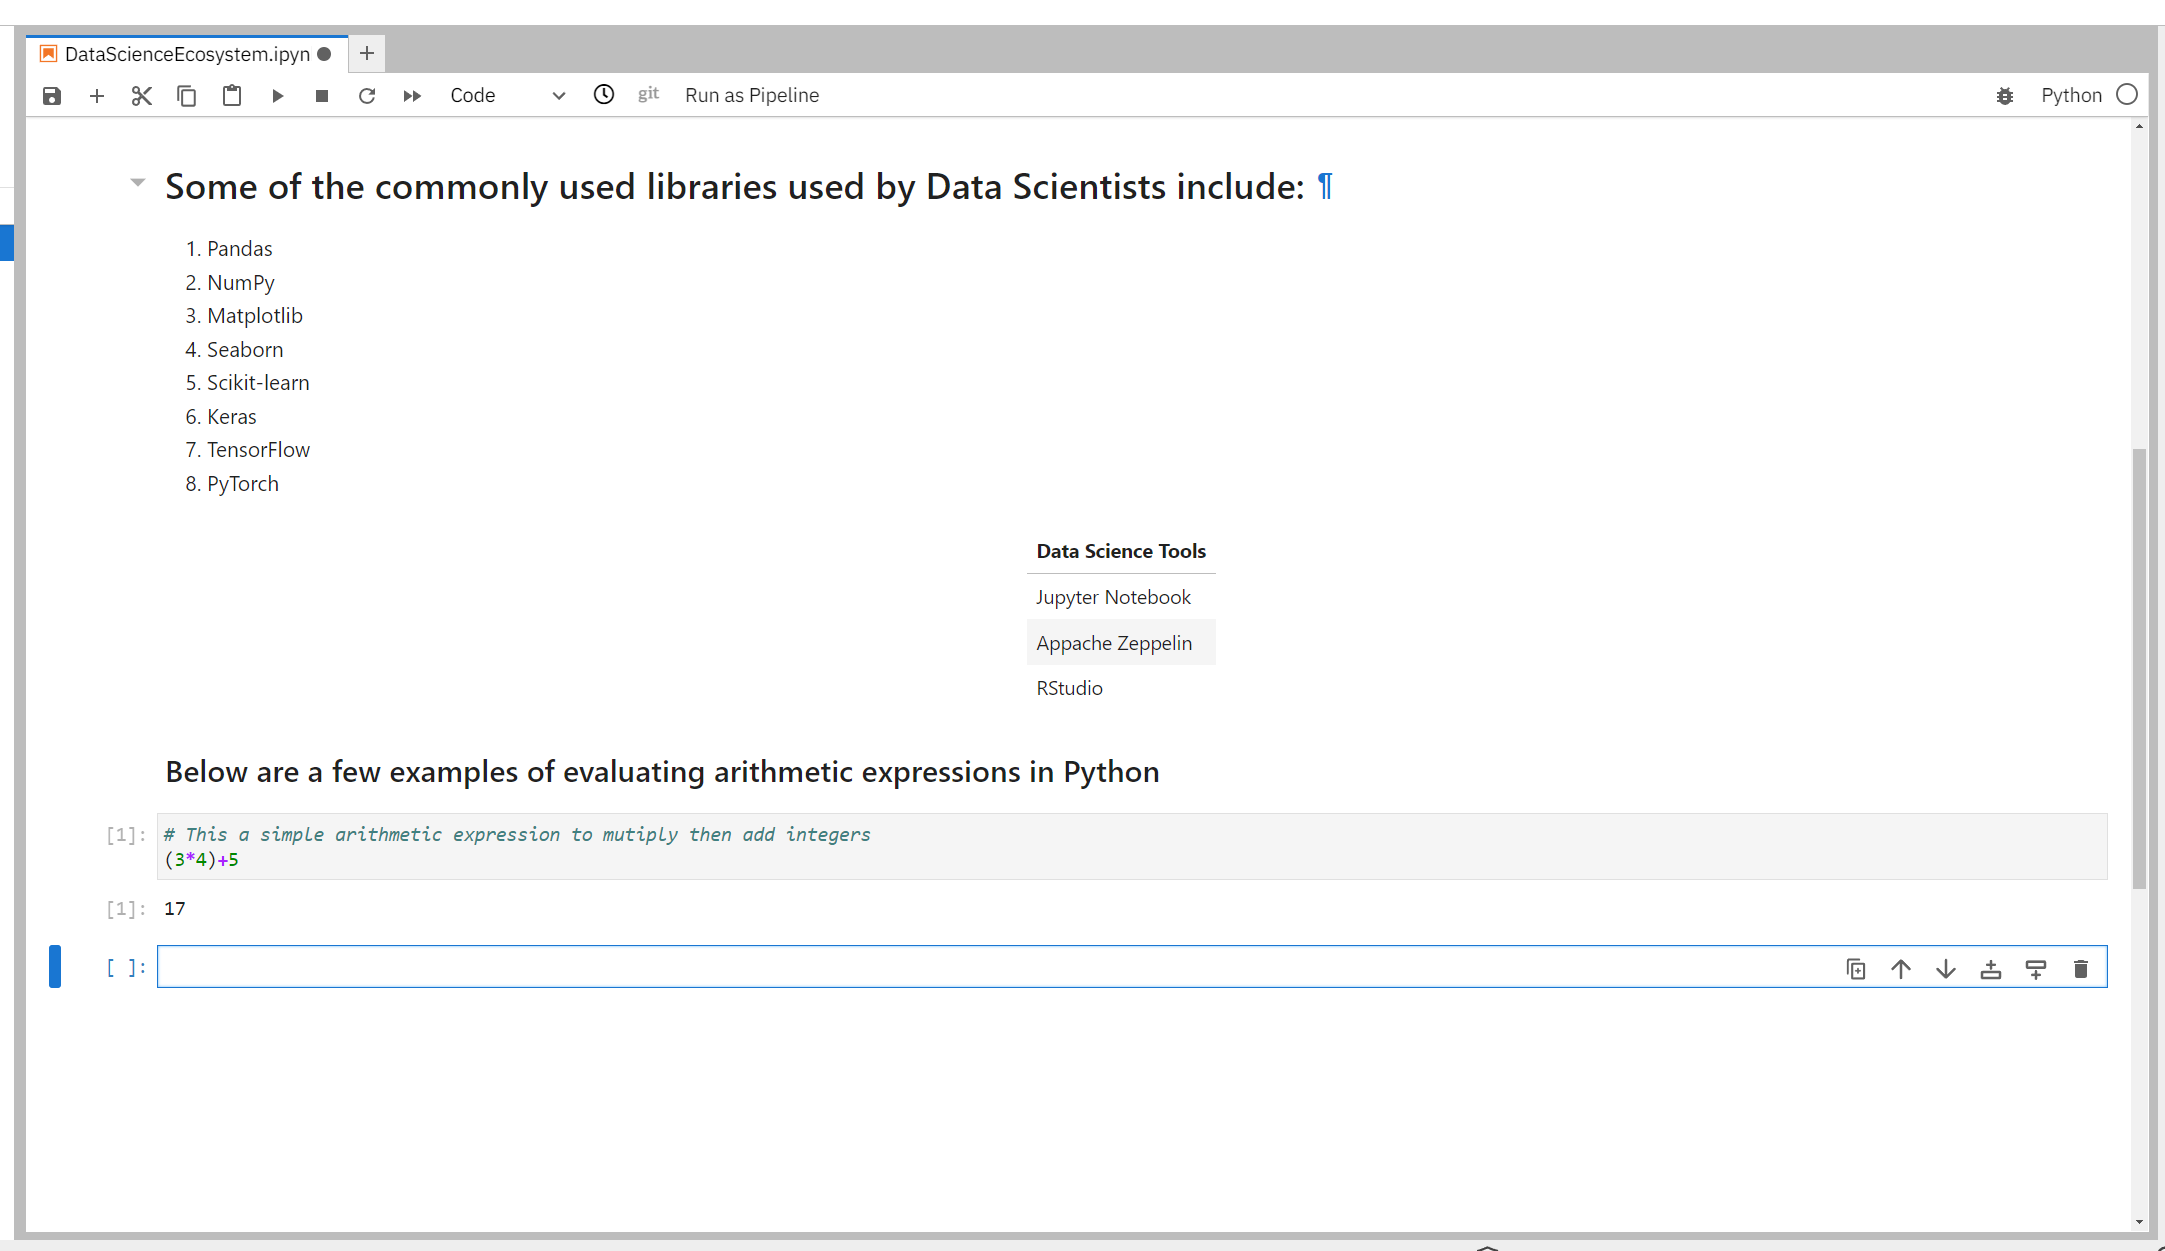 DataScienceEcosystem.ipyn
Code git Run as Pipeline Python
Some of the commonly used libraries used by Data Scientists include: ¶
1. Pandas
2. NumPy
3. Matplotlib
4. Seaborn
5. Scikit-learn
6. Keras
7. TensorFlow
8. PyTorch
Data Science Tools
Jupyter Notebook
Appache Zeppelin
RStudio
Below are a few examples of evaluating arithmetic expressions in Python
[1]: # This a simple arithmetic expression to mutiply then add integers
(3*4)+5
[1]: 17
[ ]: